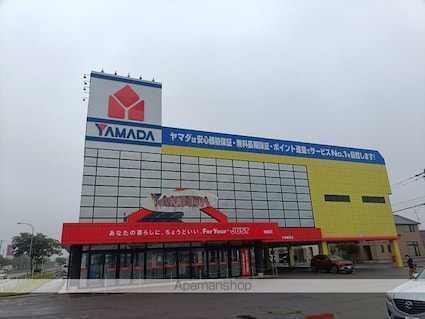 YAMADA
ヤマダは安心価格保証・無料長期保証・ポイント還元でサービスNo.1を目指します!
YAMADA
あなたの暮らしに、ちょうどいい。For Your JUST
Apamanshop